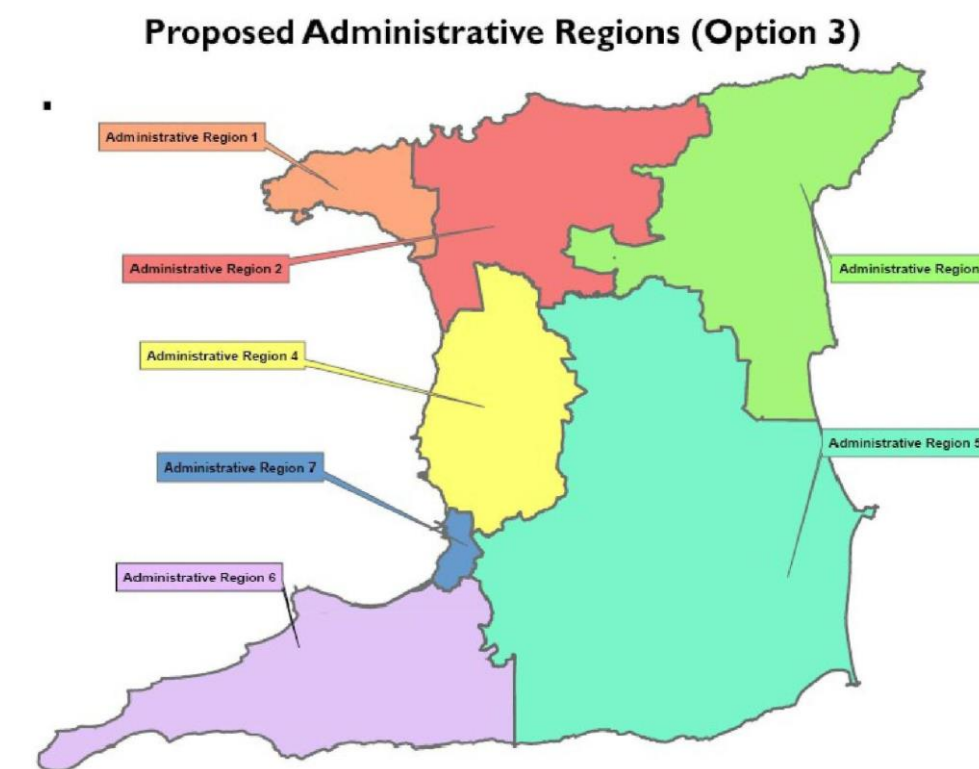 Proposed Administrative Regions (Option 3)
Administrative Region 1
Administrative Region 2
Administrative Region
Administrative Region 4
Administrative Region 5
Administrative Region 7
Administrative Region 6